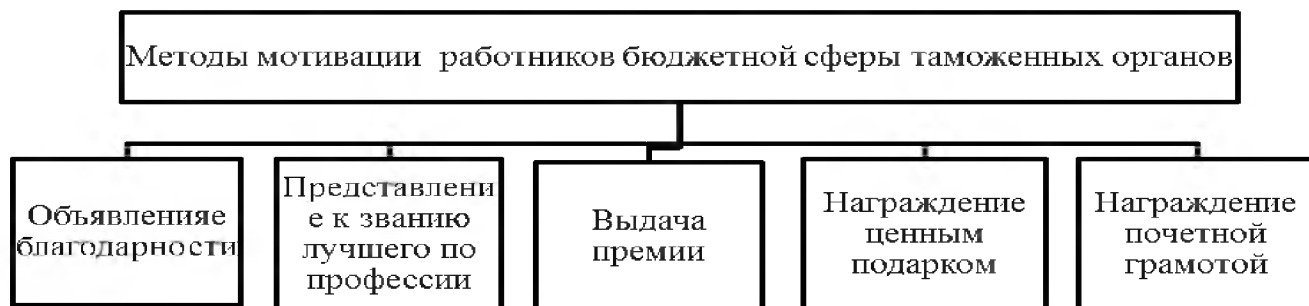 Методы мотивации работников бюджетной сферы таможенных органов
Объявленияе
благодарности
Представлени
е к званию
лучшего по
профессии
Выдача
премии
Награждение
ценным
подарком
Награждение
почетной
грамотой